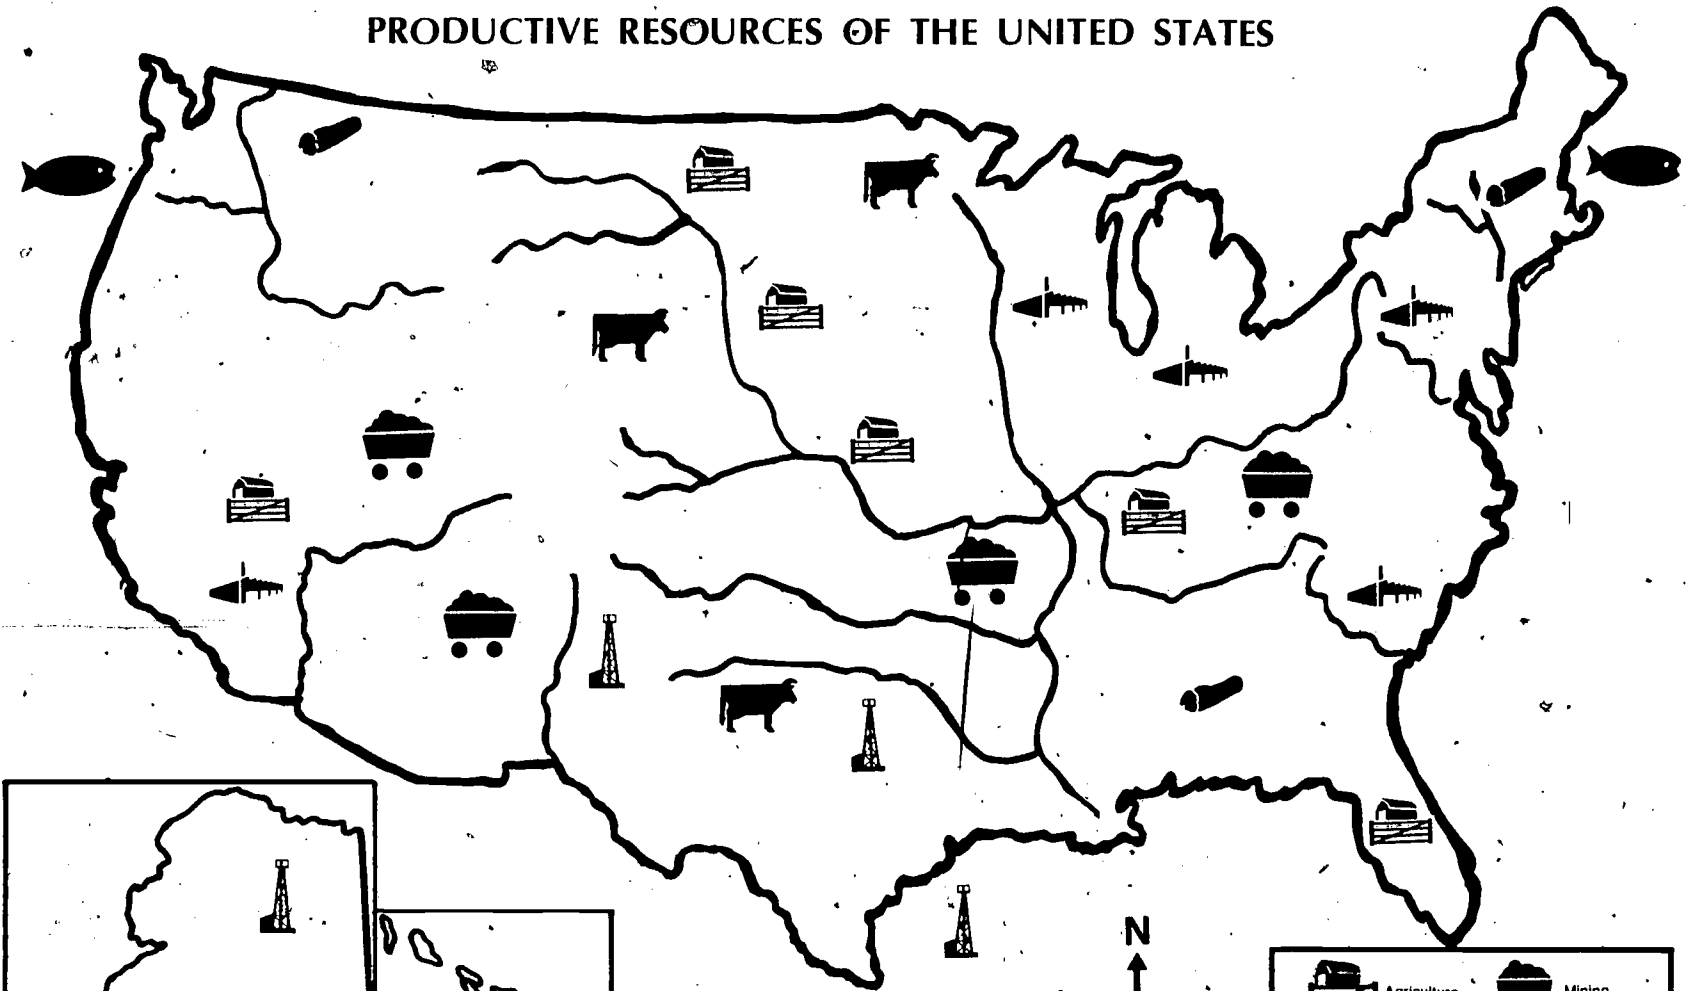 PRODUCTIVE RESOURCES OF THE UNITED STATES
N
Agriculture
Mining